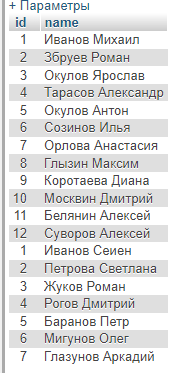 + Параметры
id name
1 Иванов Михаил
2 Збруев Роман
3 Окулов Ярослав
4 Тарасов Александр
5 Окулов Антон
6 Созинов Илья
7 Орлова Анастасия
8 Глызин Максим
9 Коротаева Диана
10 Москвин Дмитрий
11 Белянин Алексей
12 Суворов Алексей
1 Иванов Сеиен
2 Петрова Светлана
3 Жуков Роман
4 Рогов Дмитрий
5 Баранов Петр
6 Мигунов Олег
7 Глазунов Аркадий